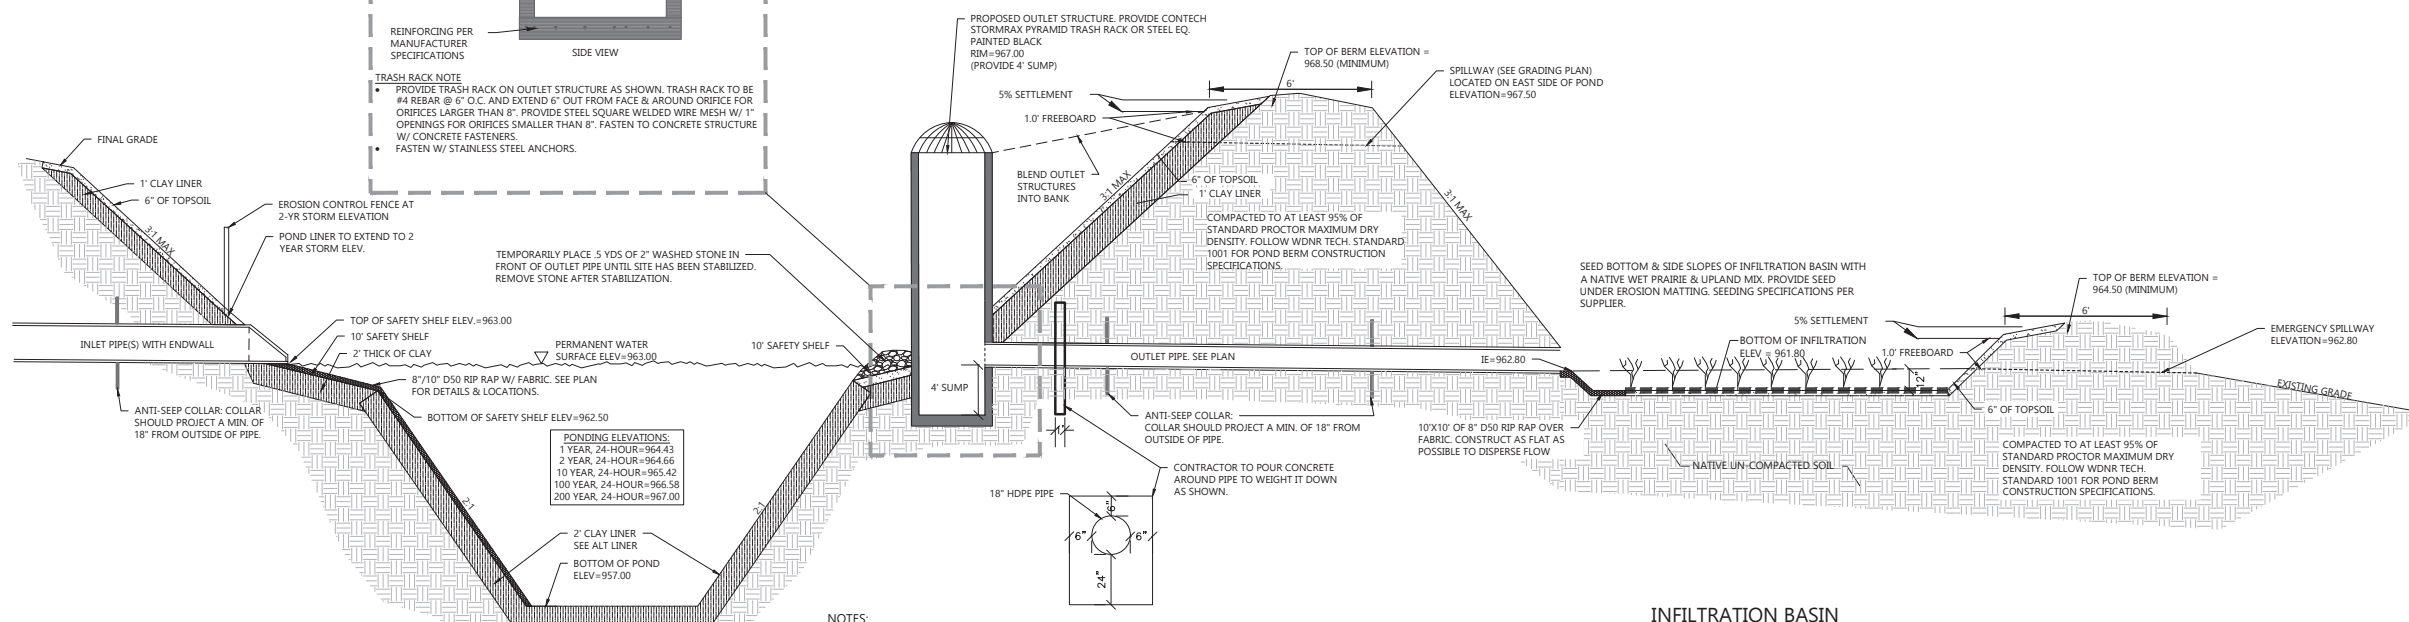 REINFORCING PER
MANUFACTURER
SPECIFICATIONS
SIDE VIEW
TRASH RACK NOTE
• PROVIDE TRASH RACK ON OUTLET STRUCTURE AS SHOWN. TRASH RACK TO BE
#4 REBAR @ 6" O.C. AND EXTEND 6" OUT FROM FACE & AROUND ORIFICE FOR
ORIFICES LARGER THAN 8". PROVIDE STEEL SQUARE WELDED WIRE MESH W/ 1"
OPENINGS FOR ORIFICES SMALLER THAN 8". FASTEN TO CONCRETE STRUCTURE
W/ CONCRETE FASTENERS.
• FASTEN W/ STAINLESS STEEL ANCHORS.
PROPOSED OUTLET STRUCTURE. PROVIDE CONTECH
STORMRAX PYRAMID TRASH RACK OR STEEL EQ.
PAINTED BLACK
RIM=967.00
(PROVIDE 4' SUMP)
TOP OF BERM ELEVATION =
968.50 (MINIMUM)
SPILLWAY (SEE GRADING PLAN)
LOCATED ON EAST SIDE OF POND
ELEVATION=967.50
6'
5% SETTLEMENT
1.0' FREEBOARD
FINAL GRADE
1' CLAY LINER
6" OF TOPSOIL
3:1 MAX
EROSION CONTROL FENCE AT
2-YR STORM ELEVATION
POND LINER TO EXTEND TO 2
YEAR STORM ELEV.
BLEND OUTLET
STRUCTURES
INTO BANK
3:1 MAX
6" OF TOPSOIL
1' CLAY LINER
3:1 MAX
COMPACTED TO AT LEAST 95% OF
STANDARD PROCTOR MAXIMUM DRY
DENSITY. FOLLOW WDNR TECH. STANDARD
1001 FOR POND BERM CONSTRUCTION
SPECIFICATIONS.
TEMPORARILY PLACE .5 YDS OF 2" WASHED STONE IN
FRONT OF OUTLET PIPE UNTIL SITE HAS BEEN STABILIZED.
REMOVE STONE AFTER STABILIZATION.
SEED BOTTOM & SIDE SLOPES OF INFILTRATION BASIN WITH
A NATIVE WET PRAIRIE & UPLAND MIX. PROVIDE SEED
UNDER EROSION MATTING. SEEDING SPECIFICATIONS PER
SUPPLIER.
TOP OF BERM ELEVATION =
964.50 (MINIMUM)
6'
5% SETTLEMENT
EMERGENCY SPILLWAY
ELEVATION=962.80
TOP OF SAFETY SHELF ELEV.=963.00
10' SAFETY SHELF
2' THICK OF CLAY
INLET PIPE(S) WITH ENDWALL
PERMANENT WATER
SURFACE ELEV=963.00
10' SAFETY SHELF
OUTLET PIPE. SEE PLAN
IE=962.80
BOTTOM OF INFILTRATION
ELEV = 961.80
1.0' FREEBOARD
12"
EXISTING GRADE
8"/10" D50 RIP RAP W/ FABRIC. SEE PLAN
FOR DETAILS & LOCATIONS.
4' SUMP
ANTI-SEEP COLLAR: COLLAR
SHOULD PROJECT A MIN. OF
18" FROM OUTSIDE OF PIPE.
BOTTOM OF SAFETY SHELF ELEV=962.50
1'
ANTI-SEEP COLLAR:
COLLAR SHOULD PROJECT A MIN. OF 18" FROM
OUTSIDE OF PIPE.
10'X10' OF 8" D50 RIP RAP OVER
FABRIC. CONSTRUCT AS FLAT AS
POSSIBLE TO DISPERSE FLOW
6" OF TOPSOIL
COMPACTED TO AT LEAST 95% OF
STANDARD PROCTOR MAXIMUM DRY
DENSITY. FOLLOW WDNR TECH.
STANDARD 1001 FOR POND BERM
CONSTRUCTION SPECIFICATIONS.
NATIVE UN-COMPACTED SOIL
PONDING ELEVATIONS:
1 YEAR, 24-HOUR=964.43
2 YEAR, 24-HOUR=964.66
10 YEAR, 24-HOUR=965.42
100 YEAR, 24-HOUR=966.58
200 YEAR, 24-HOUR=967.00
2:1
2:1
CONTRACTOR TO POUR CONCRETE
AROUND PIPE TO WEIGHT IT DOWN
AS SHOWN.
18" HDPE PIPE
6"
6"
6"
24"
2' CLAY LINER
SEE ALT LINER
BOTTOM OF POND
ELEV=957.00
NOTES:
INFILTRATION BASIN